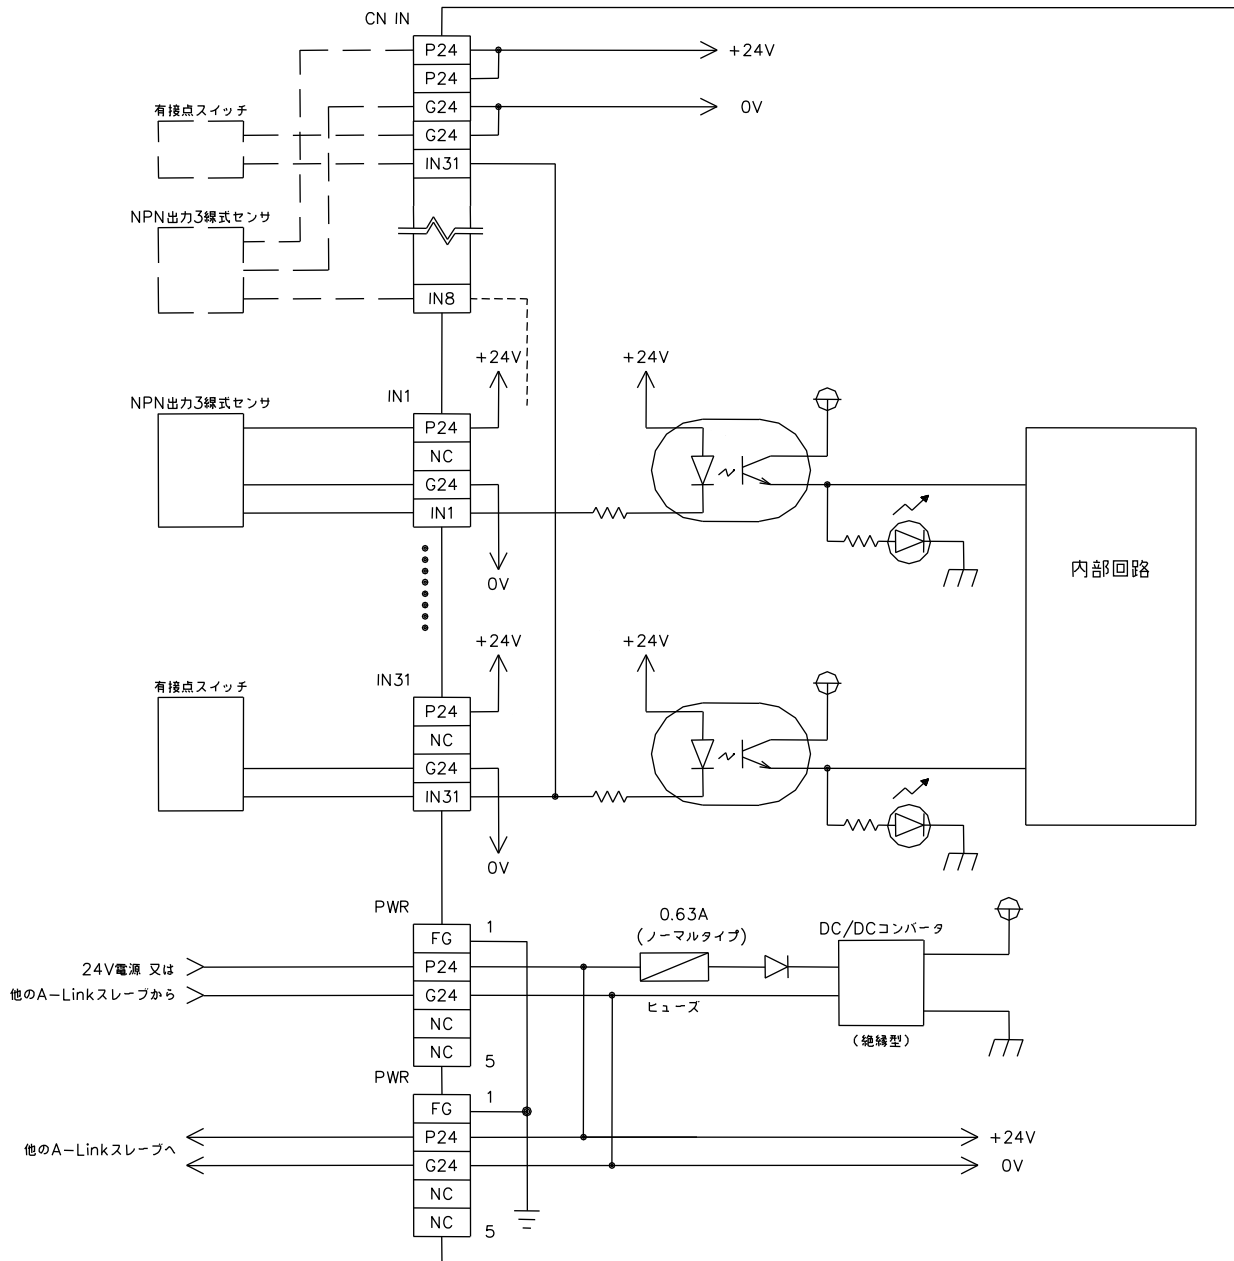 CN IN
P24
+24V
P24
G24
0V
有接点スイッチ
G24
IN31
NPN出力3線式センサ
IN8
+24V
+24V
IN1
NPN出力3線式センサ
P24
NC
G24
IN1
0V
内部回路
+24V
+24V
IN31
有接点スイッチ
P24
NC
G24
IN31
0V
PWR
1
0.63A
(ノーマルタイプ)
DC/DCコンバータ
FG
24V電源 又は
P24
他のA-Linkスレーブから
G24
ヒューズ
NC
(絶縁型)
NC
5
PWR
1
FG
他のA-Linkスレーブへ
P24
+24V
G24
0V
NC
NC
5